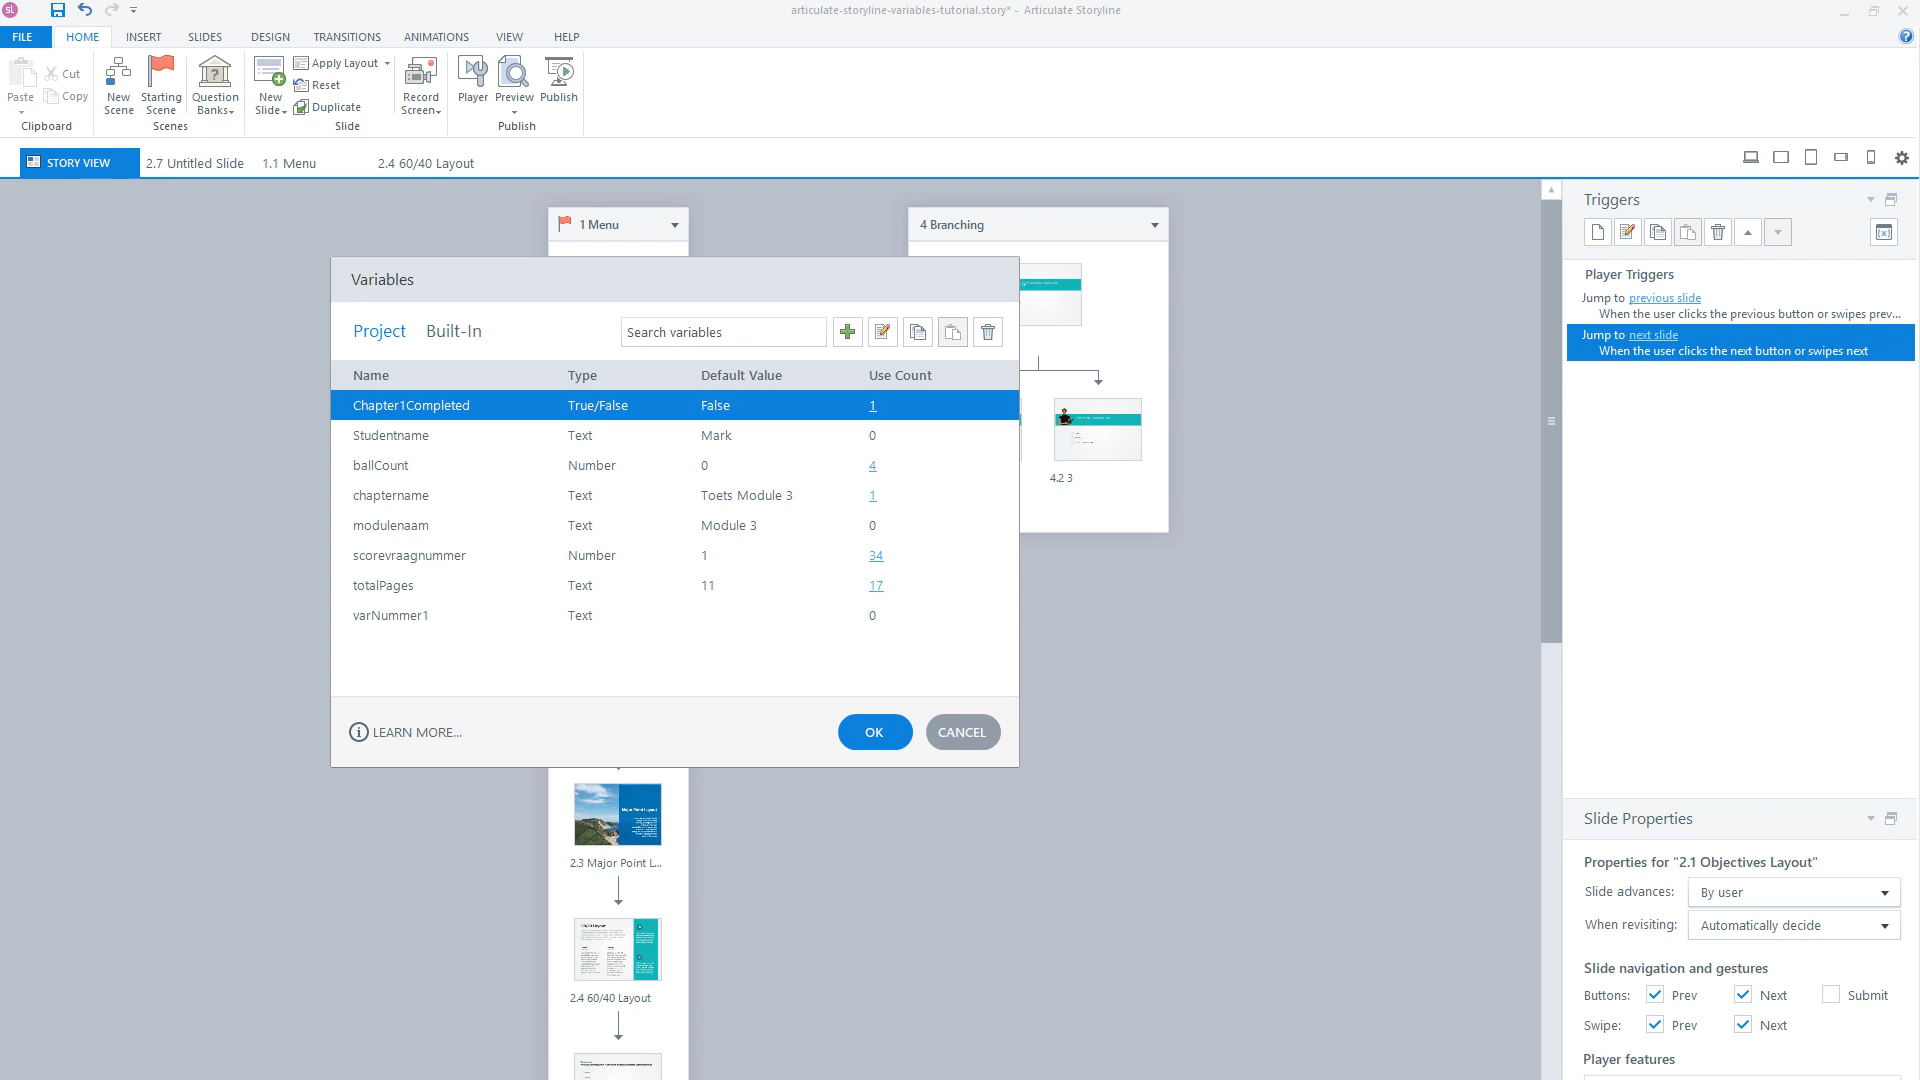 articulate-storyline-variables-tutorial.story* - Articulate Storyline
FILE HOME INSERT SLIDES DESIGN TRANSITIONS ANIMATIONS VIEW HELP
Paste
Cut
Copy
Clipboard
New Scene
Starting Scene
Question Banks
Scenes
New Slide
Apply Layout
Reset
Duplicate
Slide
Record Screen
Player
Preview
Publish
Publish
STORY VIEW 2.7 Untitled Slide 1.1 Menu 2.4 60/40 Layout
1 Menu
4 Branching
4.2 3
Variables
Project Built-In Search variables
Name Type Default Value Use Count
Chapter1Completed True/False False 1
Studentname Text Mark 0
ballCount Number 0 4
chaptername Text Toets Module 3 1
modulenaam Text Module 3 0
scorevraagnummer Number 1 34
totalPages Text 11 17
varNummer1 Text 0
LEARN MORE... OK CANCEL
Major Point Layout
2.3 Major Point L...
60/40 Layout
2.4 60/40 Layout
Triggers
Player Triggers
Jump to previous slide
When the user clicks the previous button or swipes prev...
Jump to next slide
When the user clicks the next button or swipes next
Slide Properties
Properties for "2.1 Objectives Layout"
Slide advances: By user
When revisiting: Automatically decide
Slide navigation and gestures
Buttons: Prev Next Submit
Swipe: Prev Next
Player features